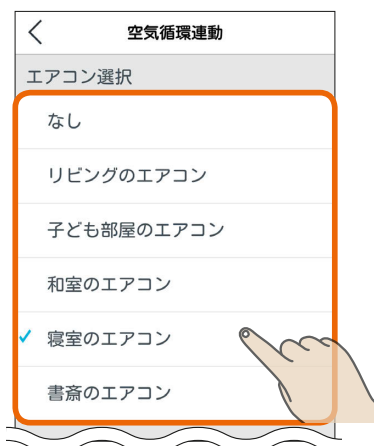 空気循環連動
エアコン選択
なし
リビングのエアコン
子ども部屋のエアコン
和室のエアコン
寝室のエアコン
書斎のエアコン